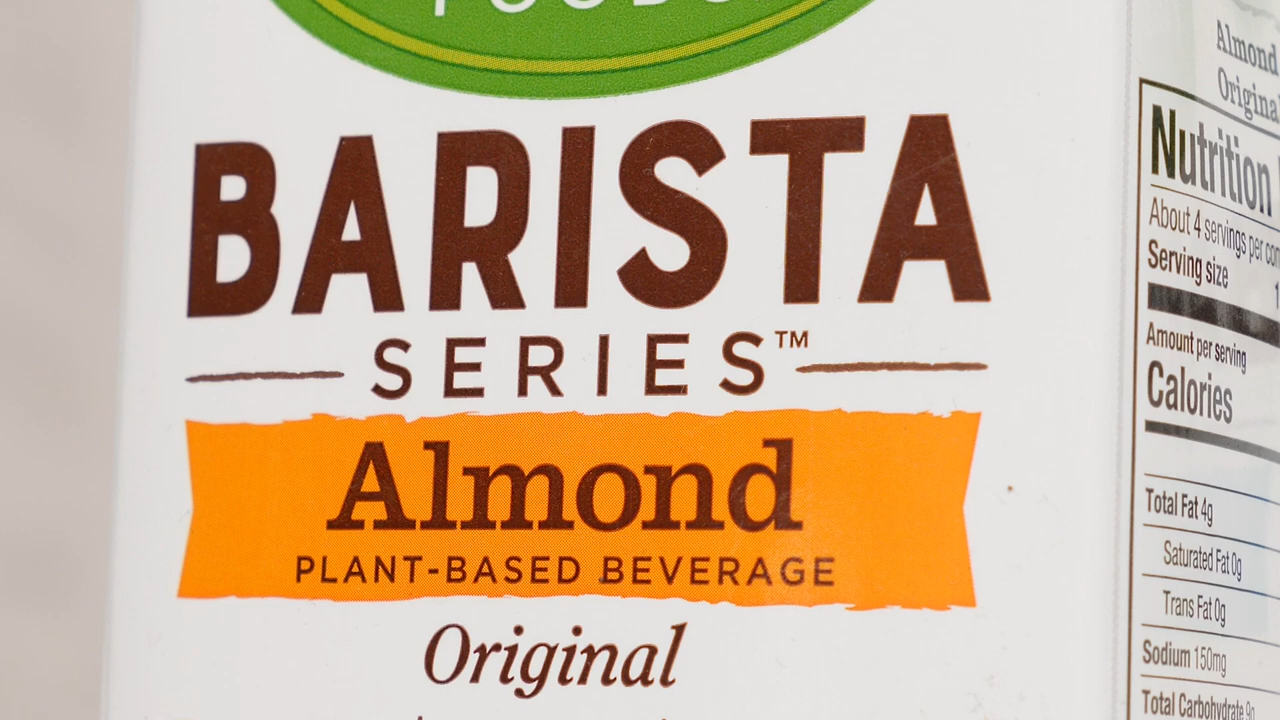 BARISTA
SERIES™
Almond
PLANT-BASED BEVERAGE
Original
Almond
Original
Nutrition
About 4 servings per
Serving size
Amount per serving
Calories
Total Fat 4g
Saturated Fat 0g
Trans Fat 0g
Sodium 150mg
Total Carbohydrate 9g